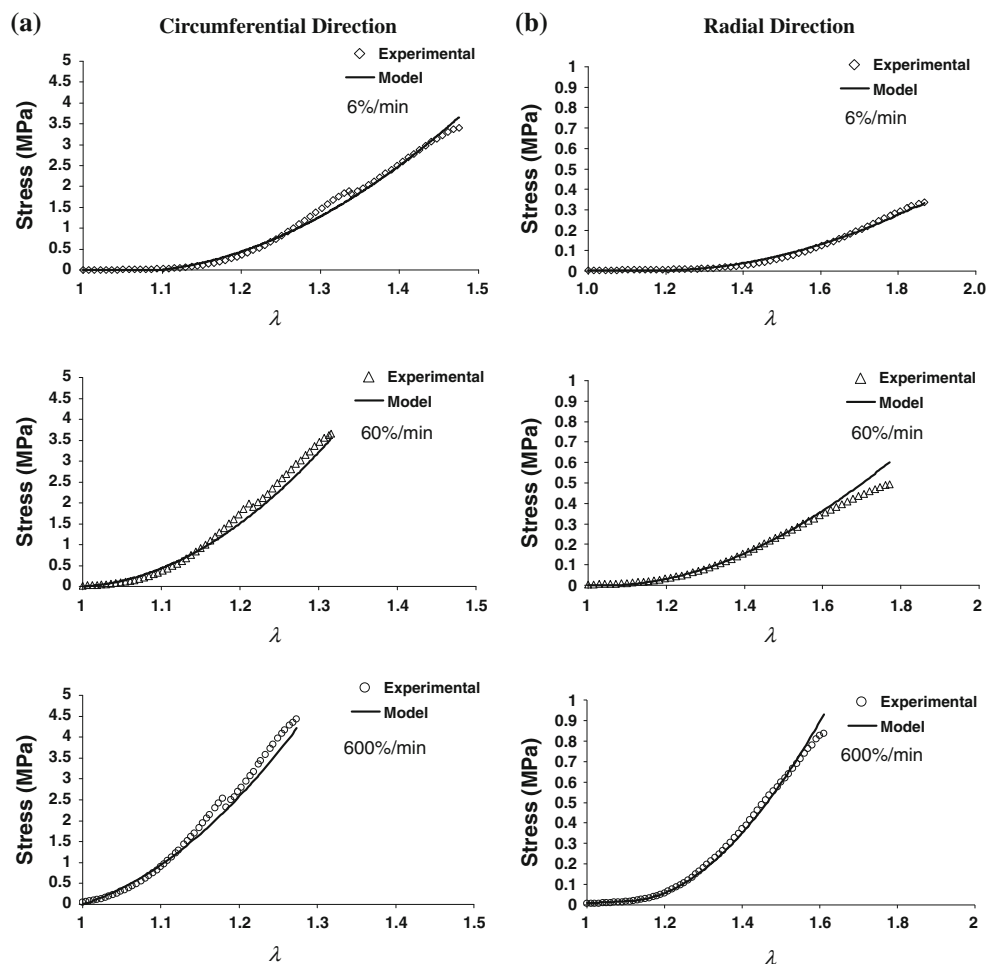 (a) Circumferential Direction
Stress (MPa)
5
4.5
4
3.5
3
2.5
2
1.5
1
0.5
0
Experimental
Model
6%/min
1 1.1 1.2 1.3 1.4 1.5
λ
(b) Radial Direction
Stress (MPa)
1
0.9
0.8
0.7
0.6
0.5
0.4
0.3
0.2
0.1
0
Experimental
Model
6%/min
1.0 1.2 1.4 1.6 1.8 2.0
λ
Stress (MPa)
5
4.5
4
3.5
3
2.5
2
1.5
1
0.5
0
Experimental
Model
60%/min
1 1.1 1.2 1.3 1.4 1.5
λ
Stress (MPa)
1
0.9
0.8
0.7
0.6
0.5
0.4
0.3
0.2
0.1
0
Experimental
Model
60%/min
1 1.2 1.4 1.6 1.8 2
λ
Stress (MPa)
5
4.5
4
3.5
3
2.5
2
1.5
1
0.5
0
Experimental
Model
600%/min
1 1.1 1.2 1.3 1.4 1.5
λ
Stress (MPa)
1
0.9
0.8
0.7
0.6
0.5
0.4
0.3
0.2
0.1
0
Experimental
Model
600%/min
1 1.2 1.4 1.6 1.8 2
λ